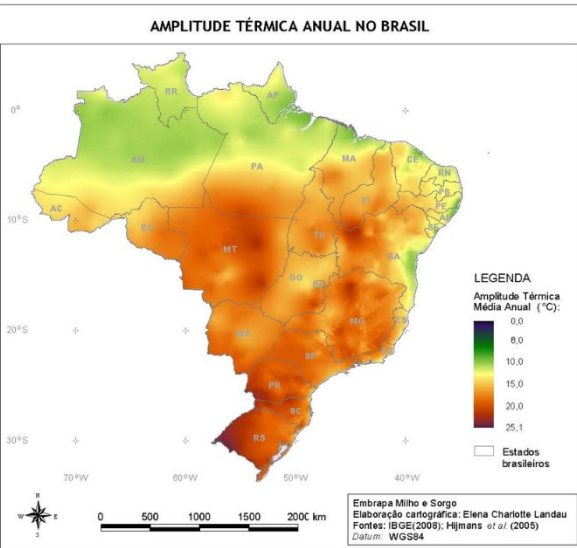 AMPLITUDE TÉRMICA ANUAL NO BRASIL
RR
AP
0°
AM
PA
MA
CE
RN
PB
PE
AL
SE
PI
AC
10°S
RO
TO
BA
MT
GO
DF
MG
ES
MS
20°S
SP
RJ
PR
SC
RS
30°S
70°W
60°W
50°W
40°W
LEGENDA
Amplitude Térmica
Média Anual (°C):
0,0
6,0
10,0
15,0
20,0
25,1
Estados
brasileiros
N
W
E
S
0 500 1000 1500 2000 km
Embrapa Milho e Sorgo
Elaboração cartográfica: Elena Charlotte Landau
Fontes: IBGE(2008); Hijmans et al. (2005)
Datum: WGS84